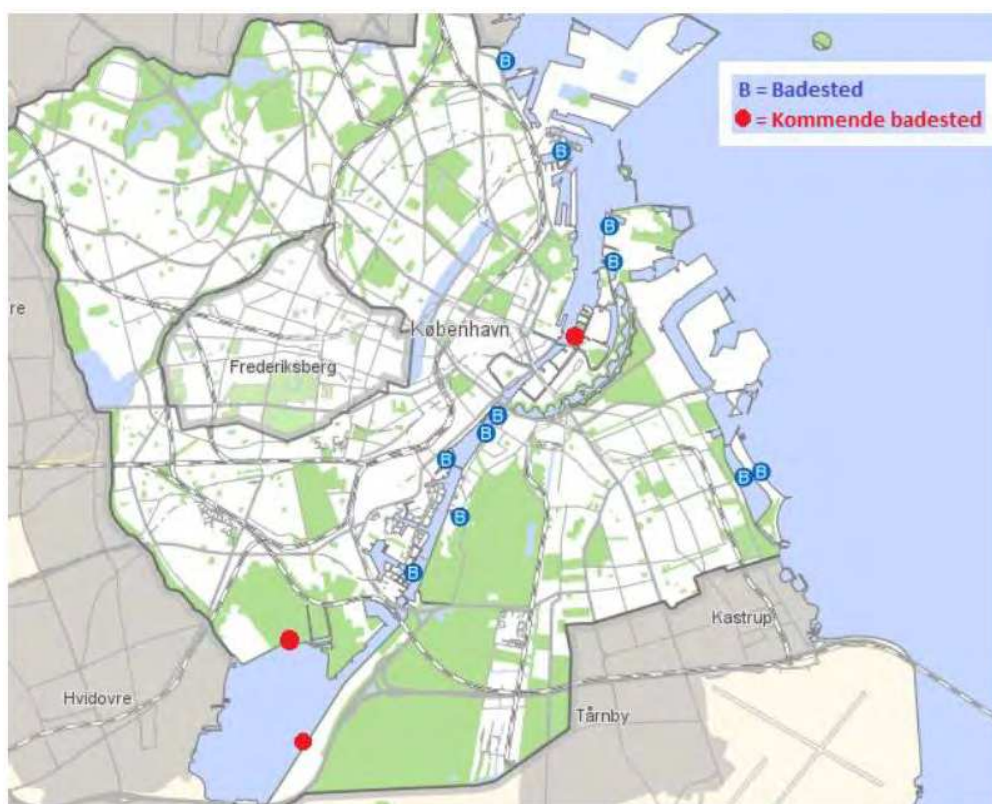 B
B = Badested
= Kommende badested
B
B
B
re
København
Frederiksberg
B
B
B
B B
B
B
Kastrup
Hvidovre
Tårnby